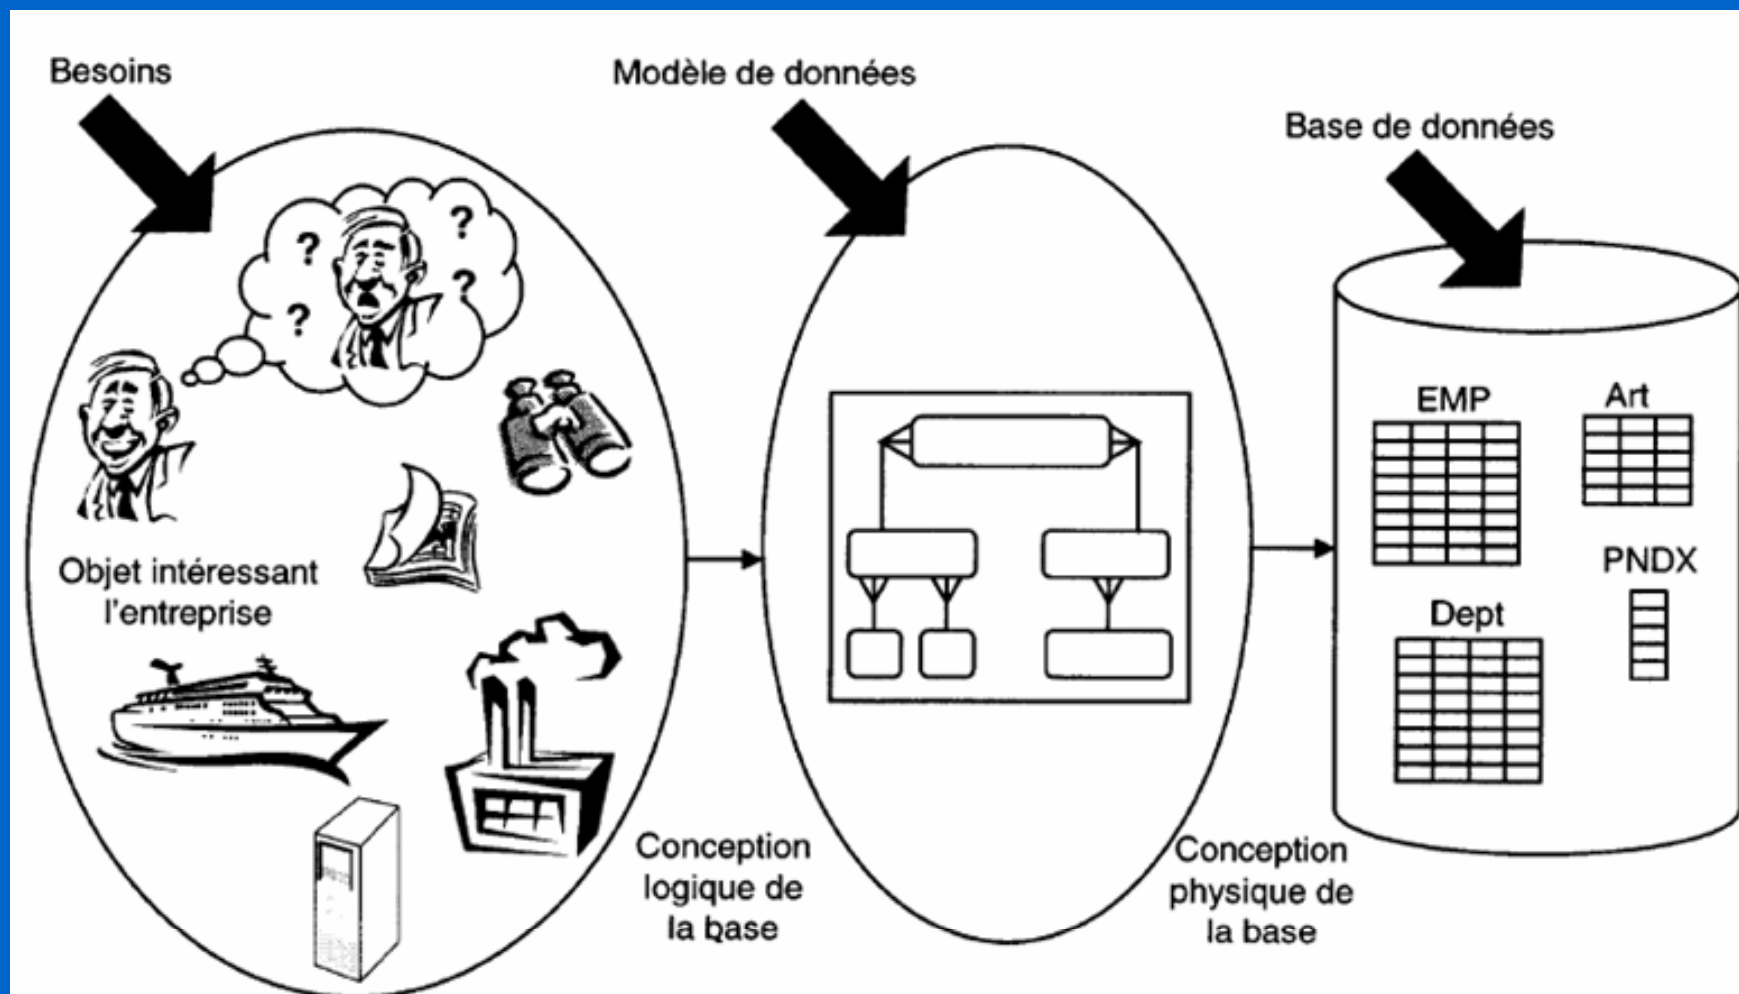 Besoins
Modèle de données
Base de données
?
?
?
?
EMP
Art
Objet intéressant
l'entreprise
PNDX
Dept
Conception
logique de
la base
Conception
physique de
la base